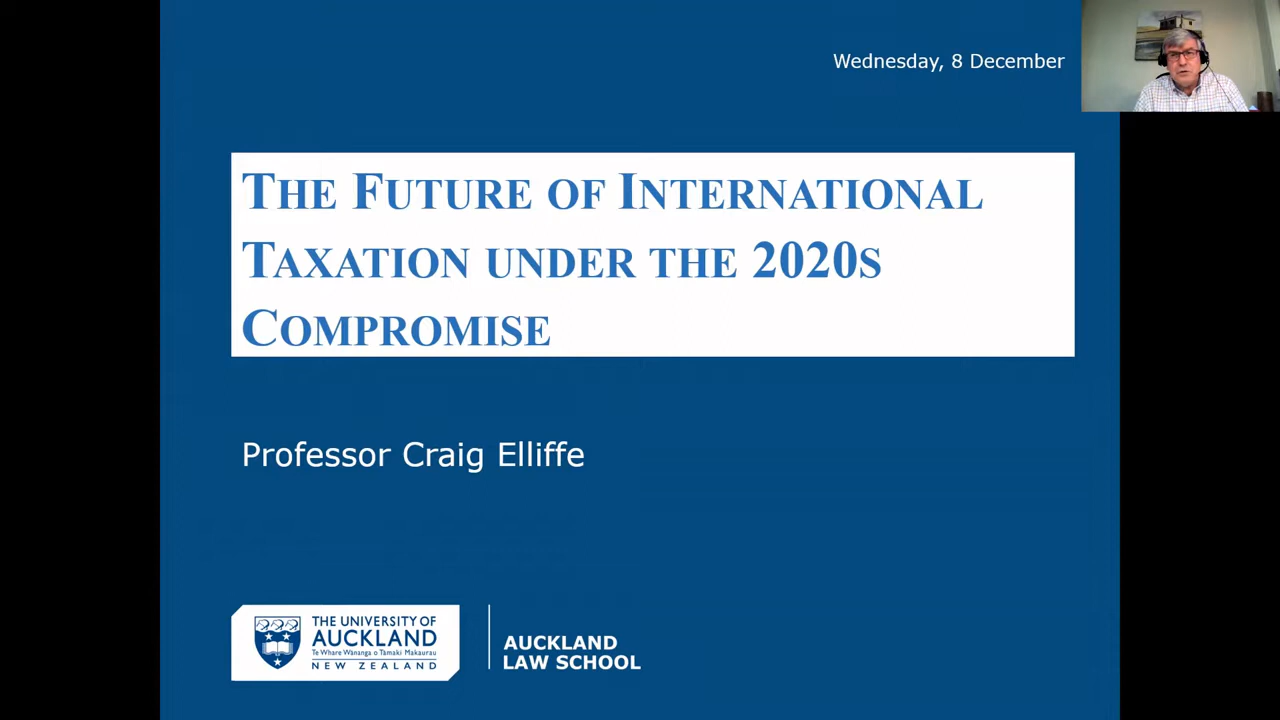 Wednesday, 8 December
THE FUTURE OF INTERNATIONAL
TAXATION UNDER THE 2020S
COMPROMISE
Professor Craig Elliffe
THE UNIVERSITY OF
AUCKLAND
Te Whare Wānanga o Tāmaki Makaurau
NEW ZEALAND
AUCKLAND
LAW SCHOOL